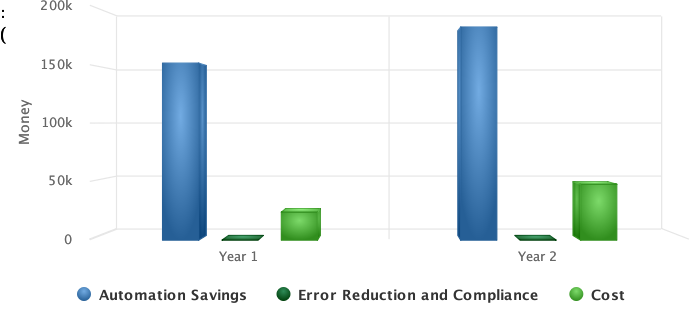 :
(
200k
150k
100k
50k
0
Money
Year 1 Year 2
Automation Savings Error Reduction and Compliance Cost